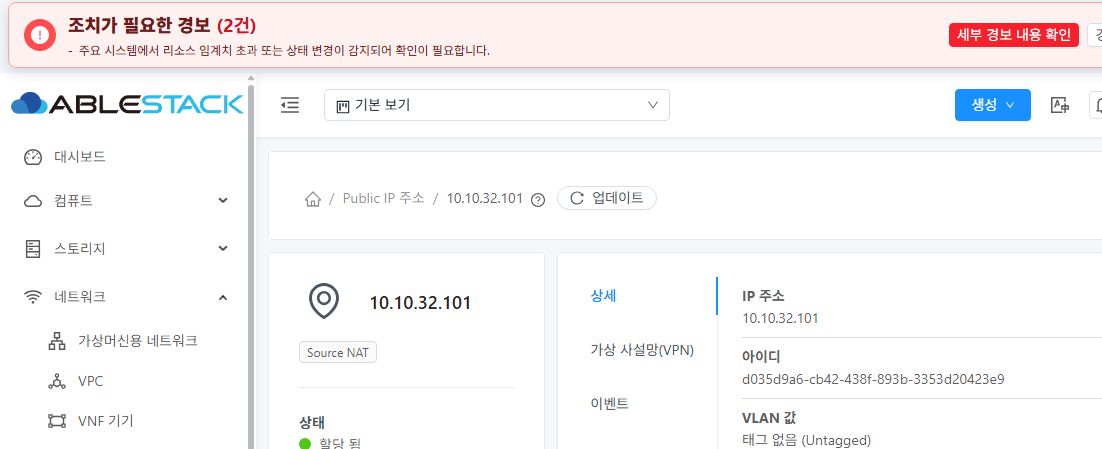 조치가 필요한 경보 (2건)
- 주요 시스템에서 리소스 임계치 초과 또는 상태 변경이 감지되어 확인이 필요합니다.
세부 경보 내용 확인
ABLESTACK
기본 보기
생성
대시보드
컴퓨트
스토리지
네트워크
가상머신용 네트워크
VPC
VNF 기기
/ Public IP 주소 / 10.10.32.101
업데이트
10.10.32.101
Source NAT
상태
할당 됨
상세
가상 사설망(VPN)
이벤트
IP 주소
10.10.32.101
아이디
d035d9a6-cb42-438f-893b-3353d20423e9
VLAN 값
태그 없음 (Untagged)